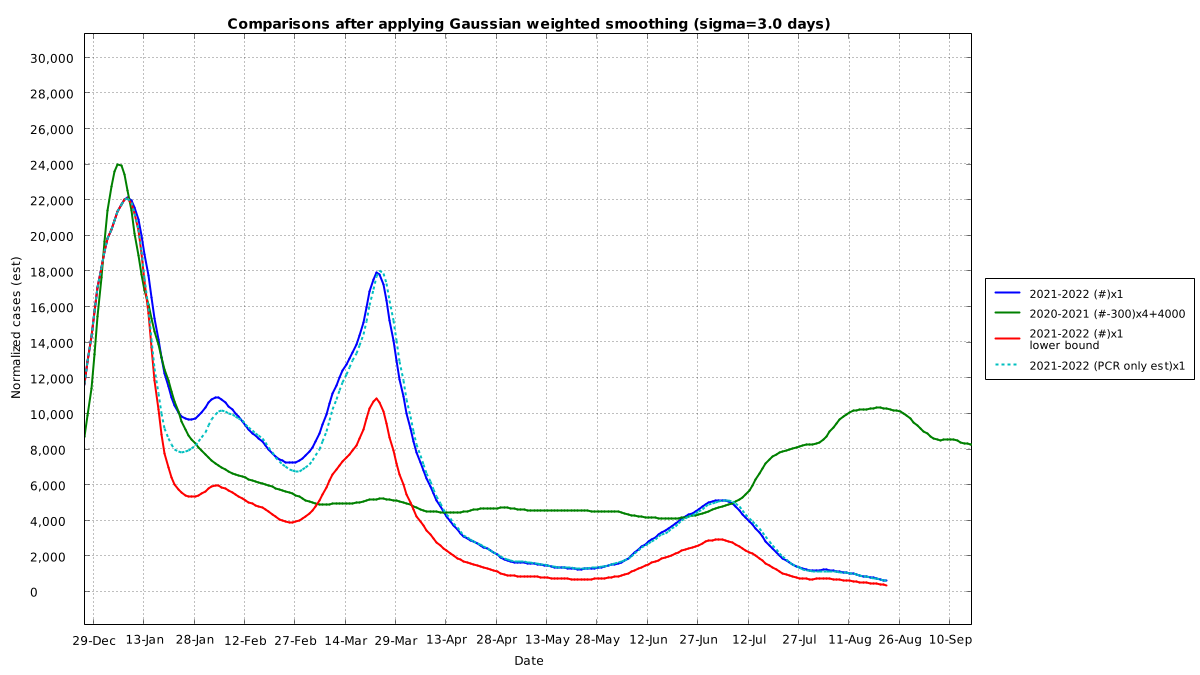 Comparisons after applying Gaussian weighted smoothing (sigma=3.0 days)
30,000
28,000
26,000
24,000
22,000
20,000
18,000
16,000
14,000
12,000
10,000
8,000
6,000
4,000
2,000
0
Normalized cases (est)
29-Dec 13-Jan 28-Jan 12-Feb 27-Feb 14-Mar 29-Mar 13-Apr 28-Apr 13-May 28-May 12-Jun 27-Jun 12-Jul 27-Jul 11-Aug 26-Aug 10-Sep
Date
2021-2022 (#)x1
2020-2021 (#-300)x4+4000
2021-2022 (#)x1
lower bound
2021-2022 (PCR only est)x1